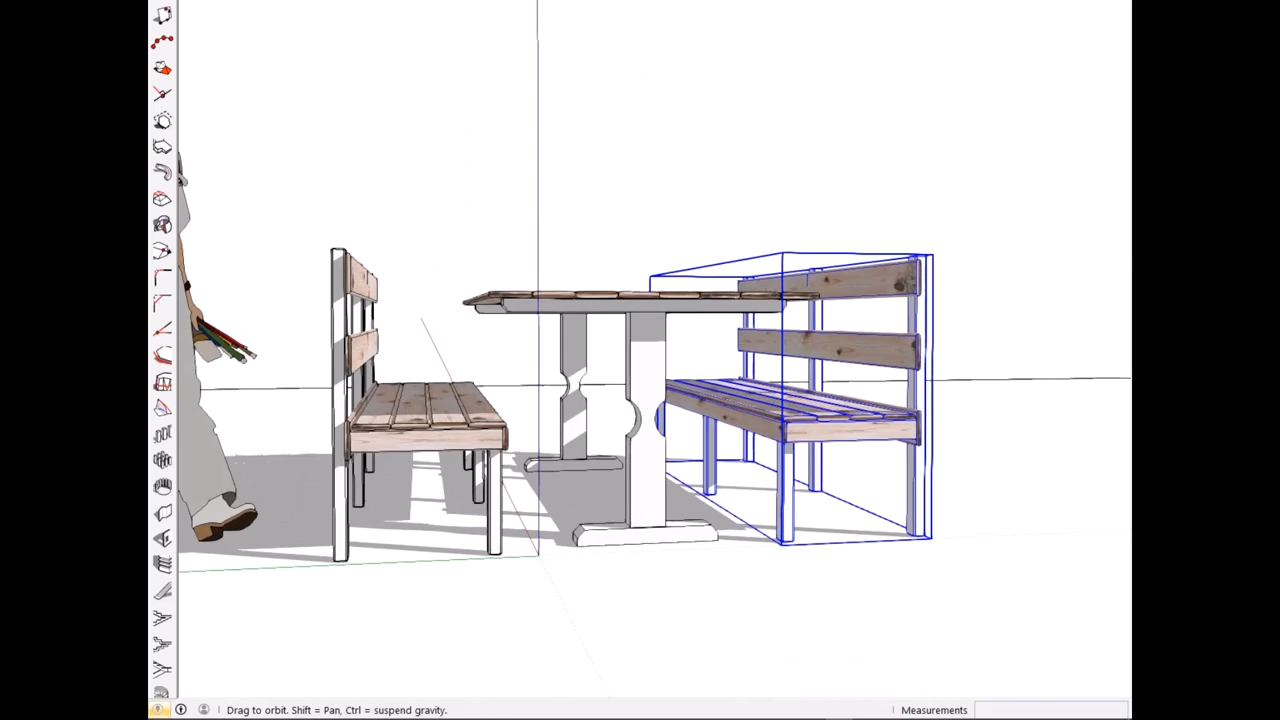 Drag to orbit. Shift = Pan, Ctrl = suspend gravity.
Measurements